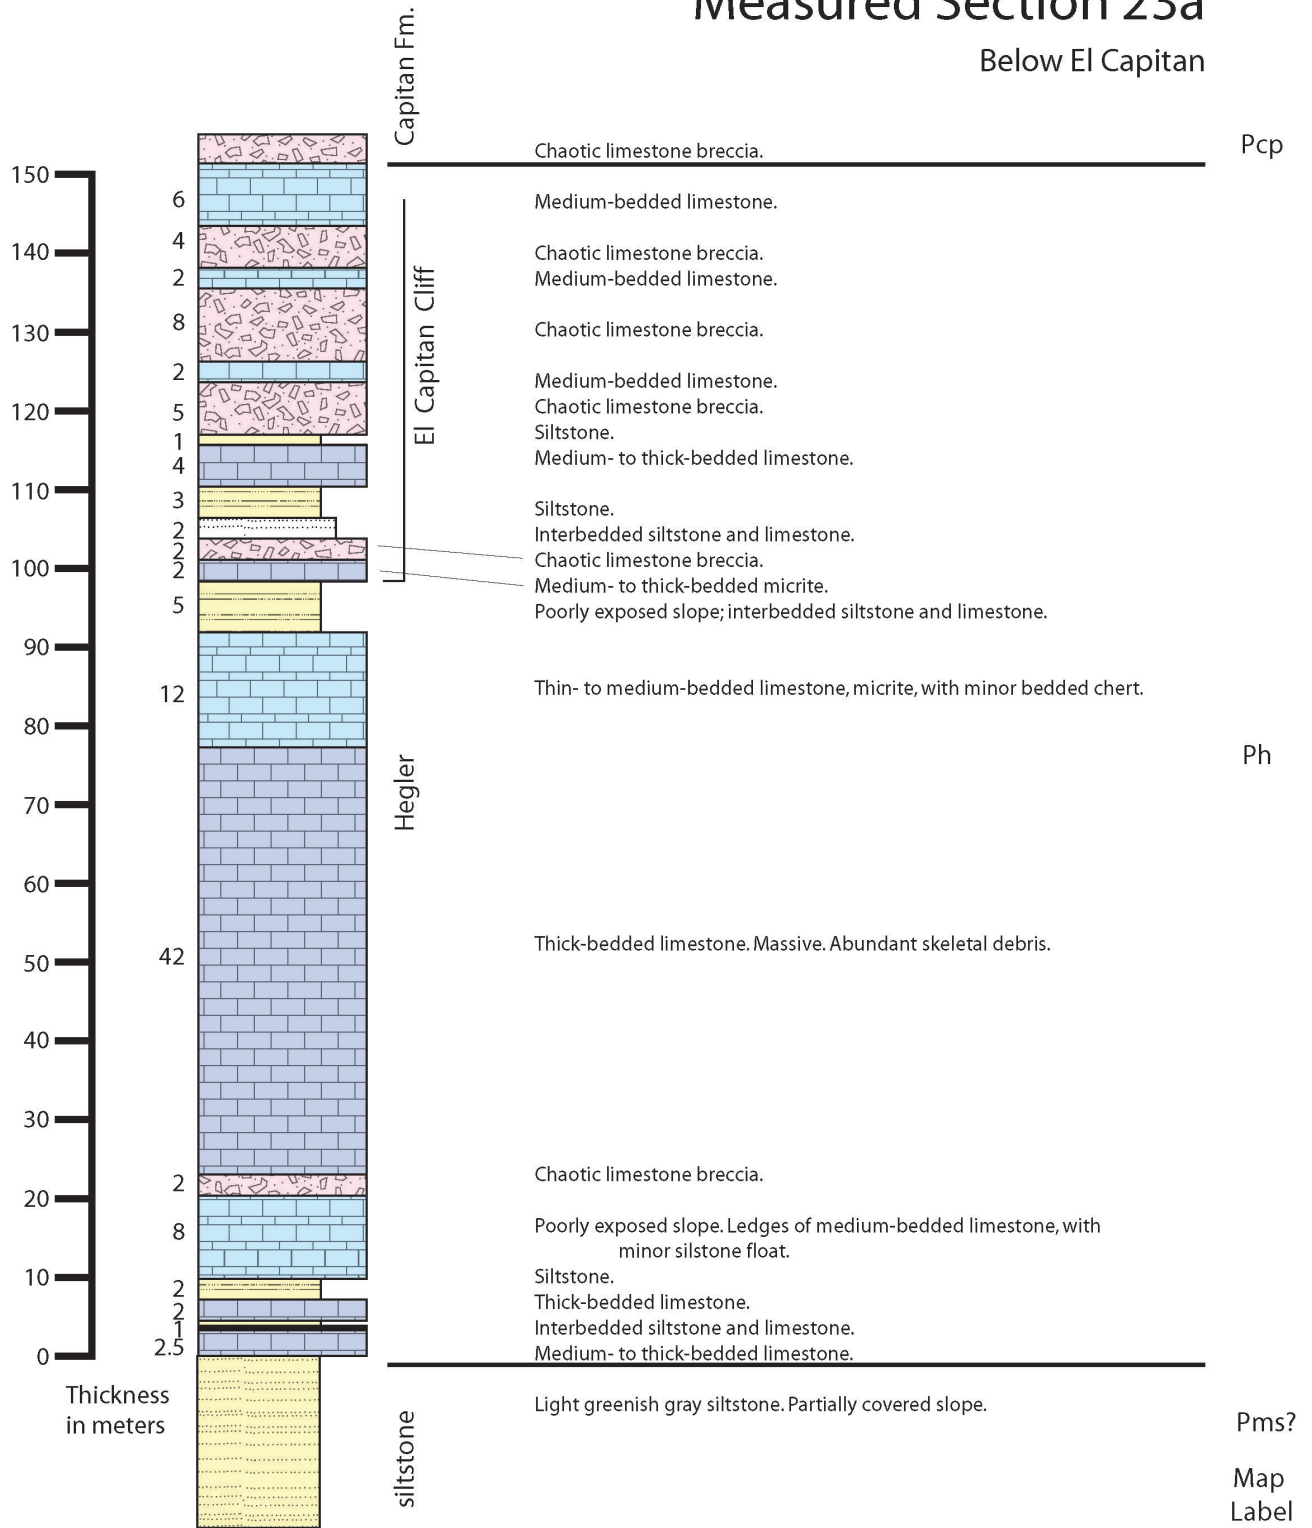 Measured Section 23a
Below El Capitan
Capitan Fm.
Pcp
Chaotic limestone breccia.
150
6
Medium-bedded limestone.
4
140
Chaotic limestone breccia.
2
Medium-bedded limestone.
El Capitan Cliff
8
130
Chaotic limestone breccia.
2
Medium-bedded limestone.
120
5
Chaotic limestone breccia.
1
Siltstone.
4
Medium- to thick-bedded limestone.
110
3
Siltstone.
2
Interbedded siltstone and limestone.
2
Chaotic limestone breccia.
100
2
Medium- to thick-bedded micrite.
5
Poorly exposed slope; interbedded siltstone and limestone.
90
12
Thin- to medium-bedded limestone, micrite, with minor bedded chert.
80
Ph
Hegler
70
60
50
42
Thick-bedded limestone. Massive. Abundant skeletal debris.
40
30
2
Chaotic limestone breccia.
20
8
Poorly exposed slope. Ledges of medium-bedded limestone, with
minor silstone float.
10
2
Siltstone.
2
Thick-bedded limestone.
1
Interbedded siltstone and limestone.
2.5
Medium- to thick-bedded limestone.
0
Thickness
in meters
Light greenish gray siltstone. Partially covered slope.
siltstone
Pms?
Map
Label